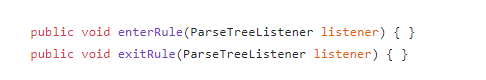 public void enterRule(ParseTreeListener listener) { }
public void exitRule(ParseTreeListener listener) { }